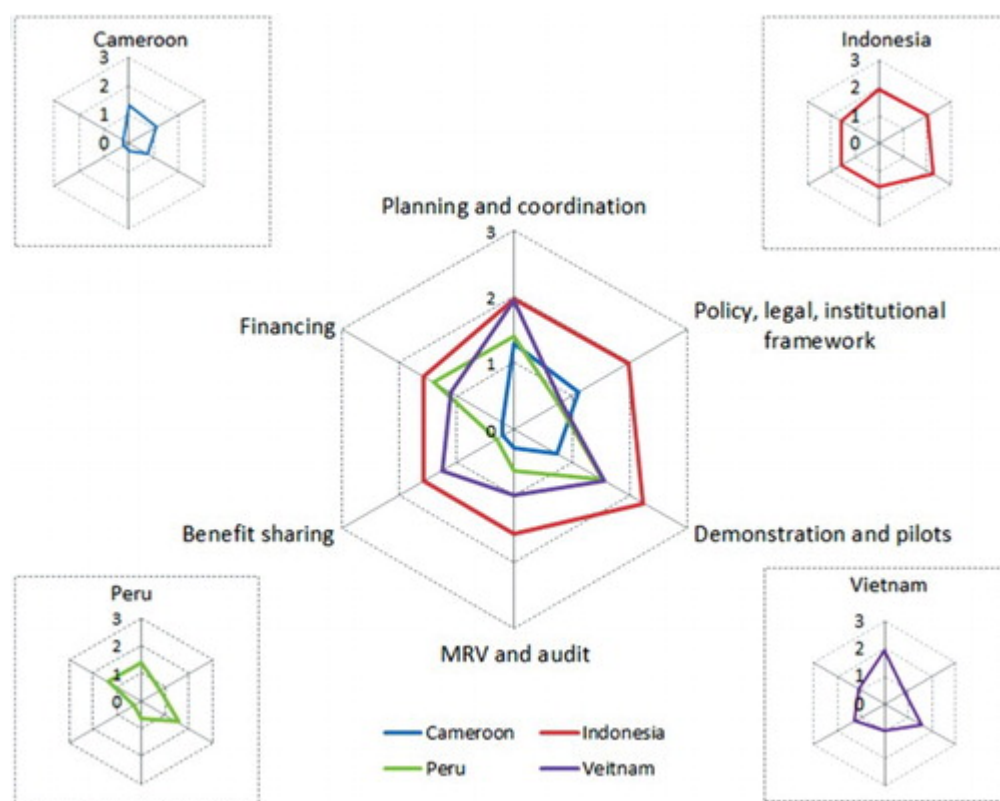 Cameroon
3
2
1
0
Indonesia
3
2
1
0
Planning and coordination
3
2
1
0
Financing
Policy, legal, institutional
framework
Benefit sharing
Demonstration and pilots
MRV and audit
Peru
3
2
1
0
Vietnam
3
2
1
0
Cameroon
Indonesia
Peru
Veitnam